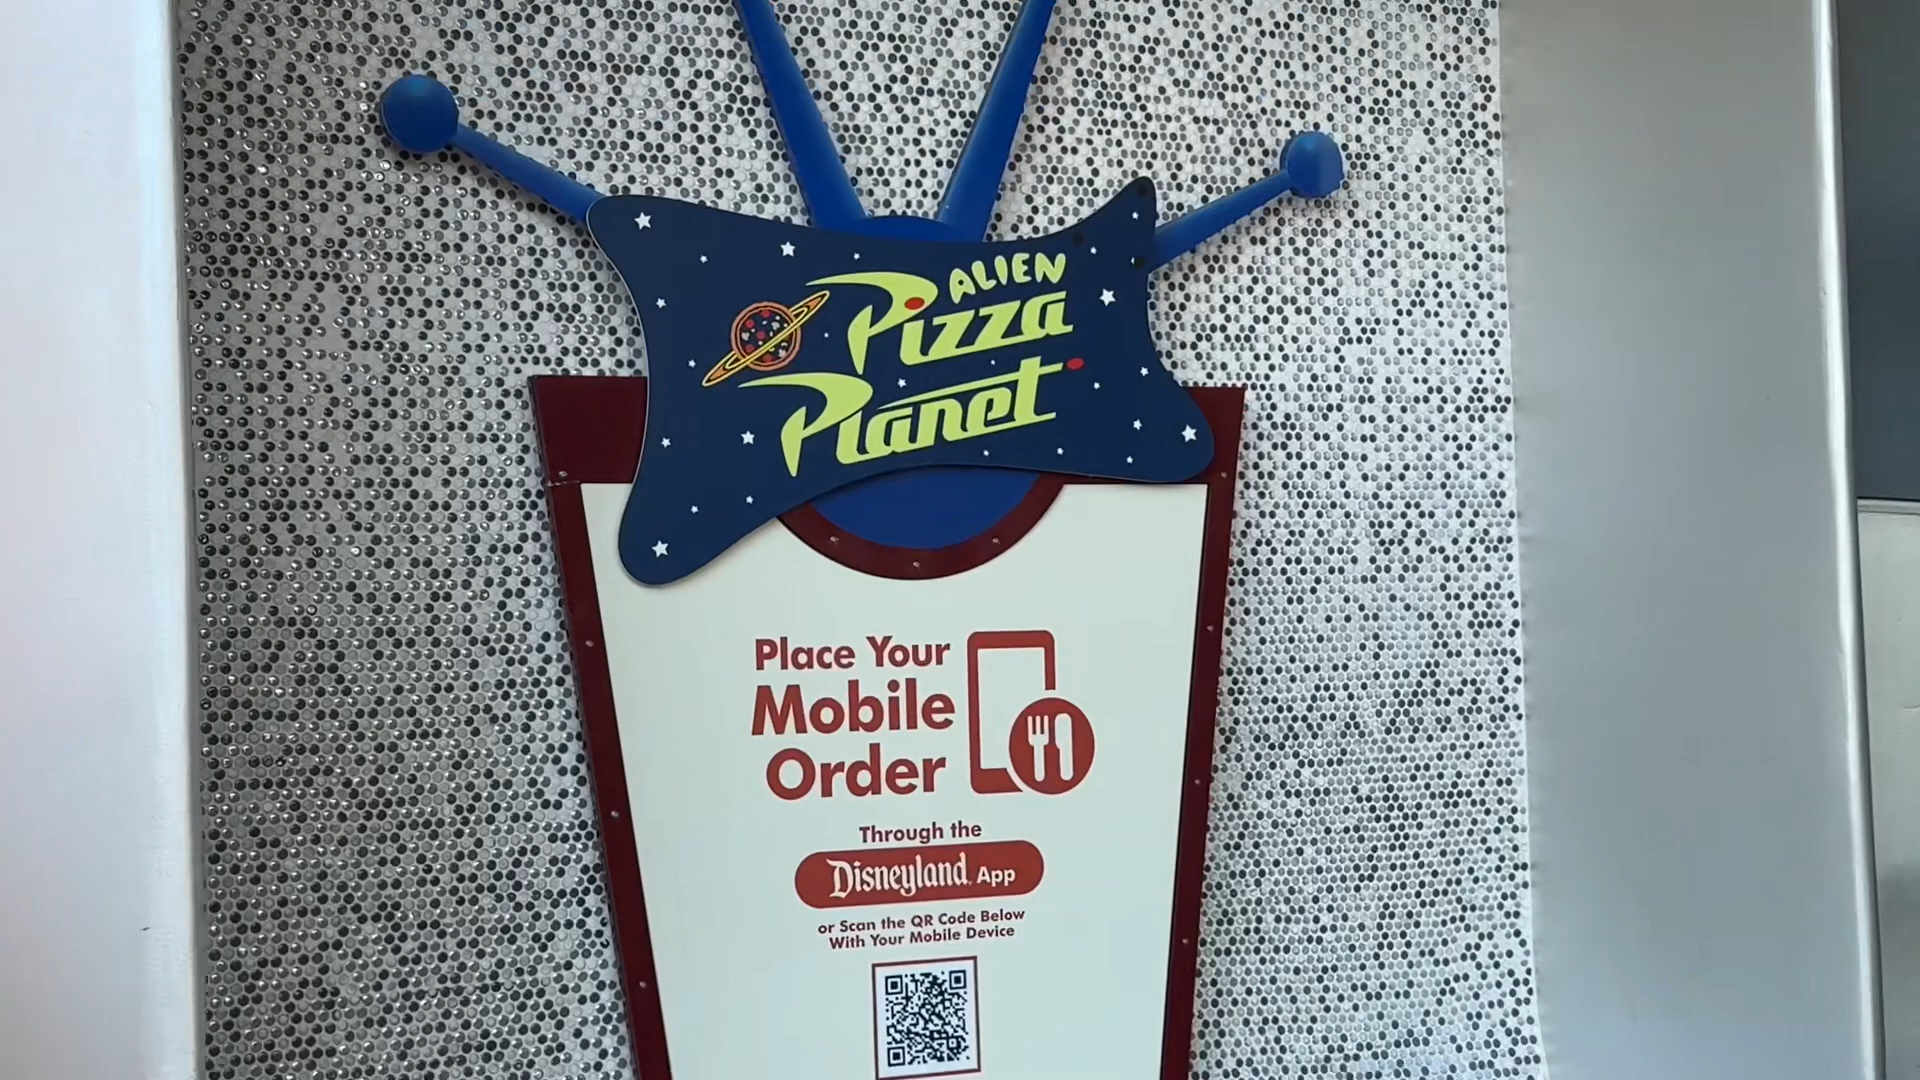 ALIEN
Pizza
Planet
Place Your
Mobile
Order
Through the
Disneyland App
or Scan the QR Code Below
With Your Mobile Device